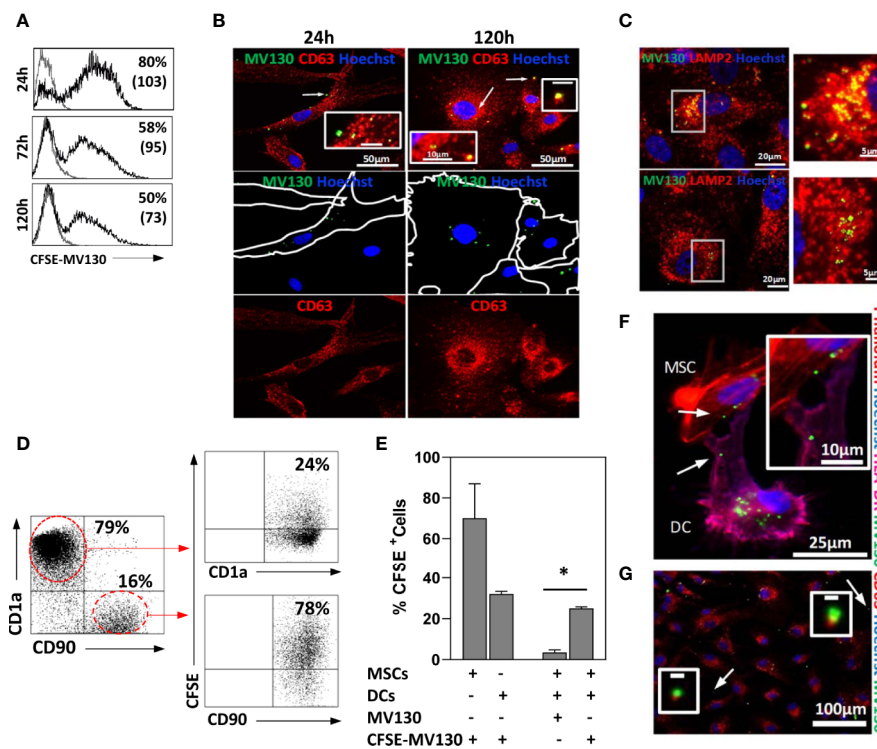 A
24h
80%
(103)
72h
58%
(95)
120h
50%
(73)
CFSE-MV130
B
24h
120h
MV130 CD63 Hoechst
50µm
MV130 CD63 Hoechst
10µm
50µm
MV130 Hoechst
MV130 Hoechst
CD63
CD63
C
MV130 LAMP2 Hoechst
20µm
5µm
MV130 LAMP2 Hoechst
20µm
5µ
D
79%
16%
CD1a
CD90
24%
CD1a
78%
CFSE
CD90
E
100
80
60
40
20
0
% CFSE +Cells
*
MSCs + - + +
DCs - + + +
MV130 - - + -
CFSE-MV130 + + - +
F
MSC
DC
10µm
25µm
G
100µm